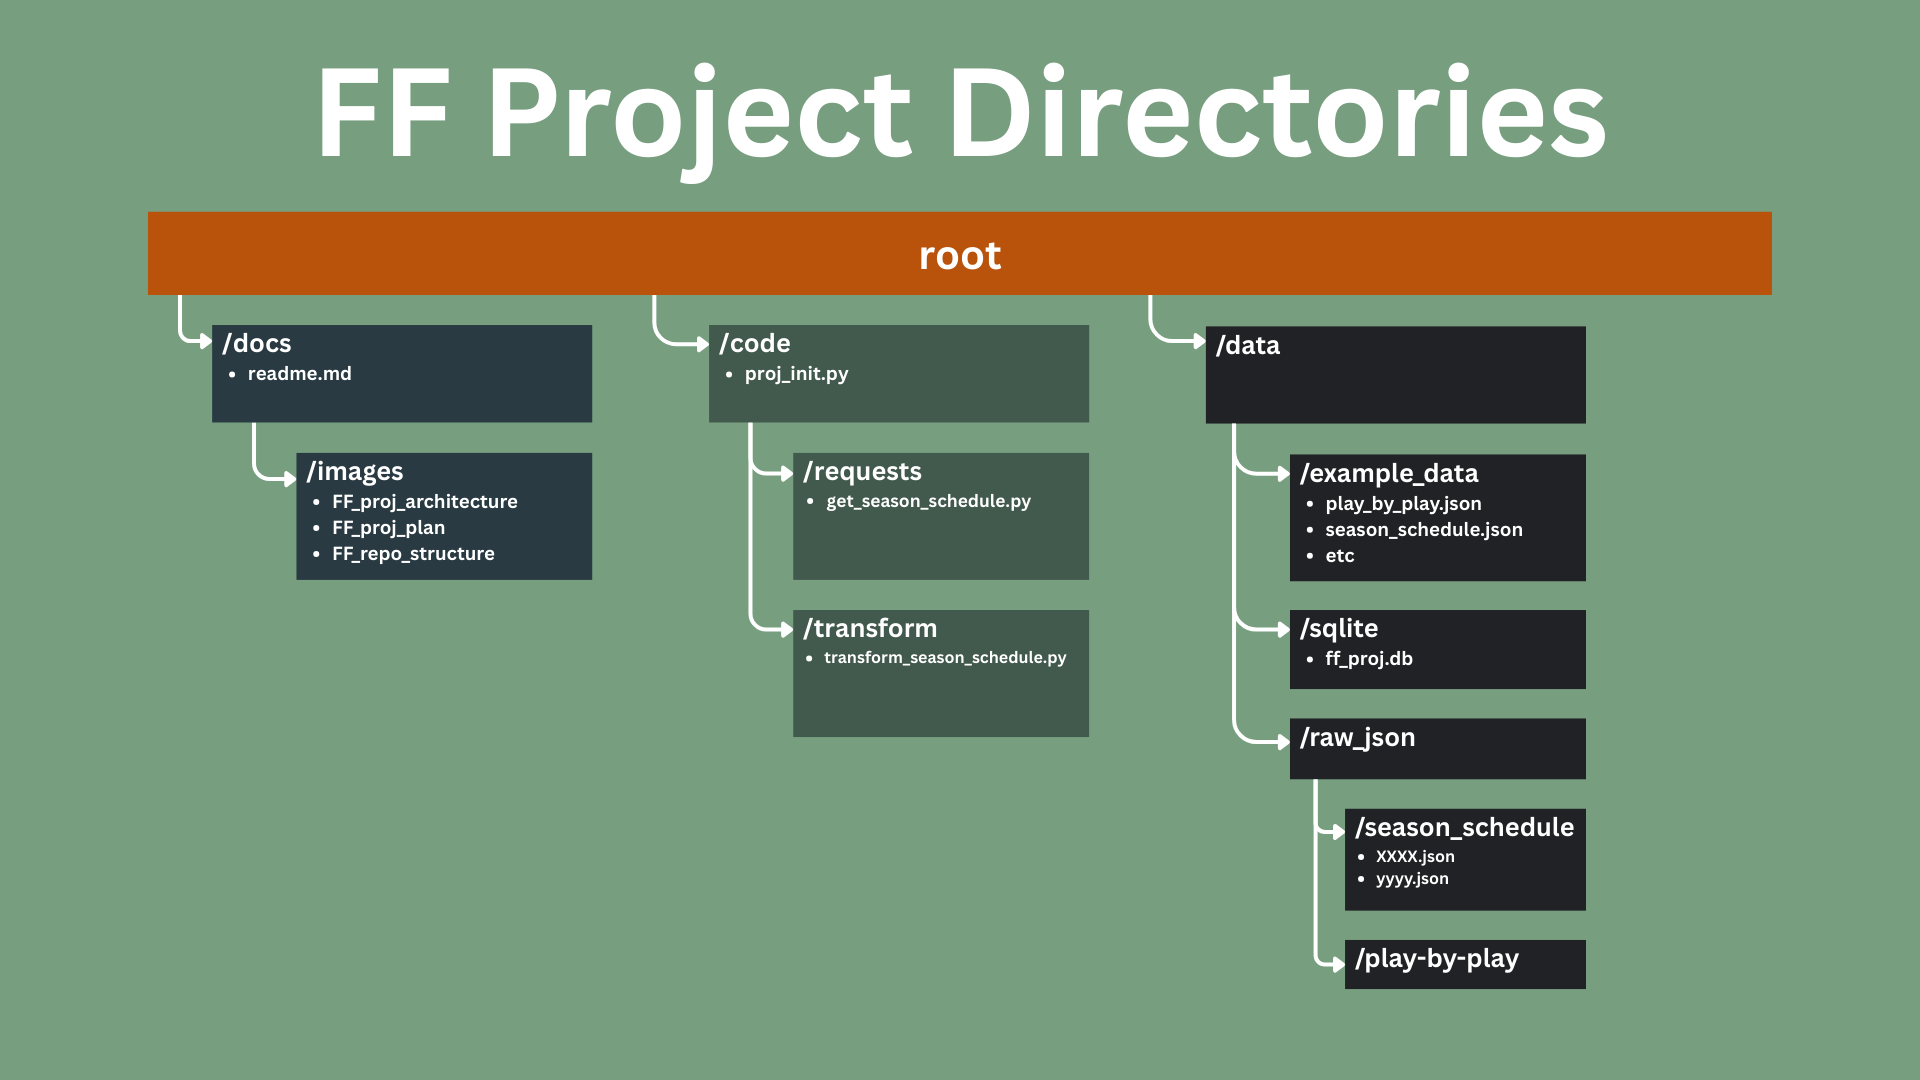 FF Project Directories
root
/docs
readme.md
/images
FF_proj_architecture
FF_proj_plan
FF_repo_structure
/code
proj_init.py
/requests
get_season_schedule.py
/transform
transform_season_schedule.py
/data
/example_data
play_by_play.json
season_schedule.json
etc
/sqlite
ff_proj.db
/raw_json
/season_schedule
XXXX.json
yyyy.json
/play-by-play